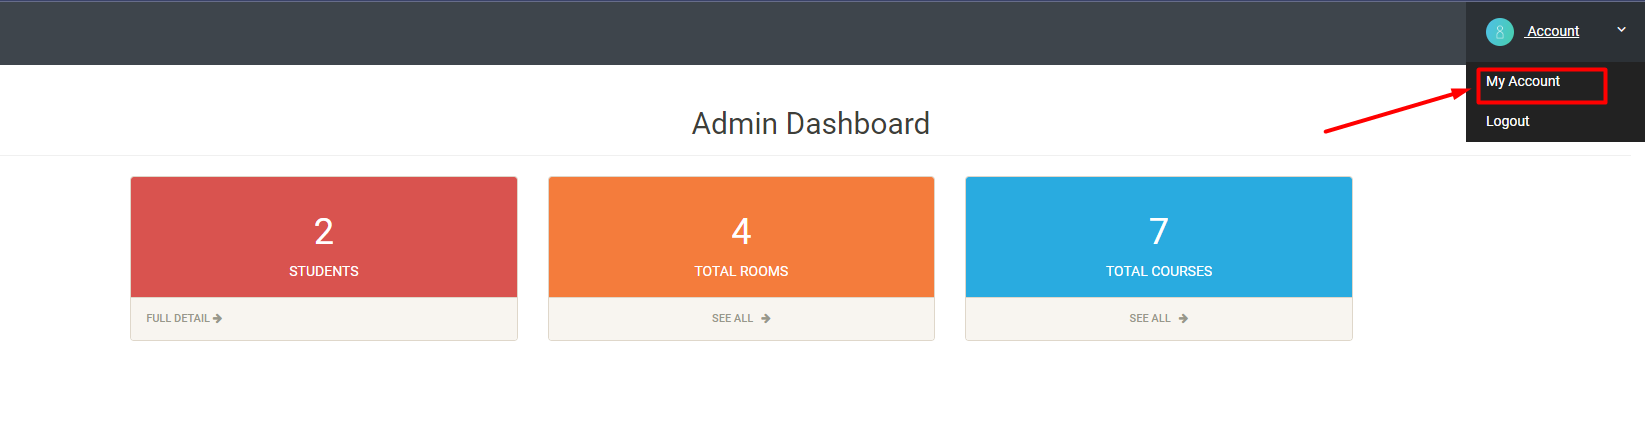 Account
My Account
Logout
Admin Dashboard
2
STUDENTS
FULL DETAIL
4
TOTAL ROOMS
SEE ALL
7
TOTAL COURSES
SEE ALL